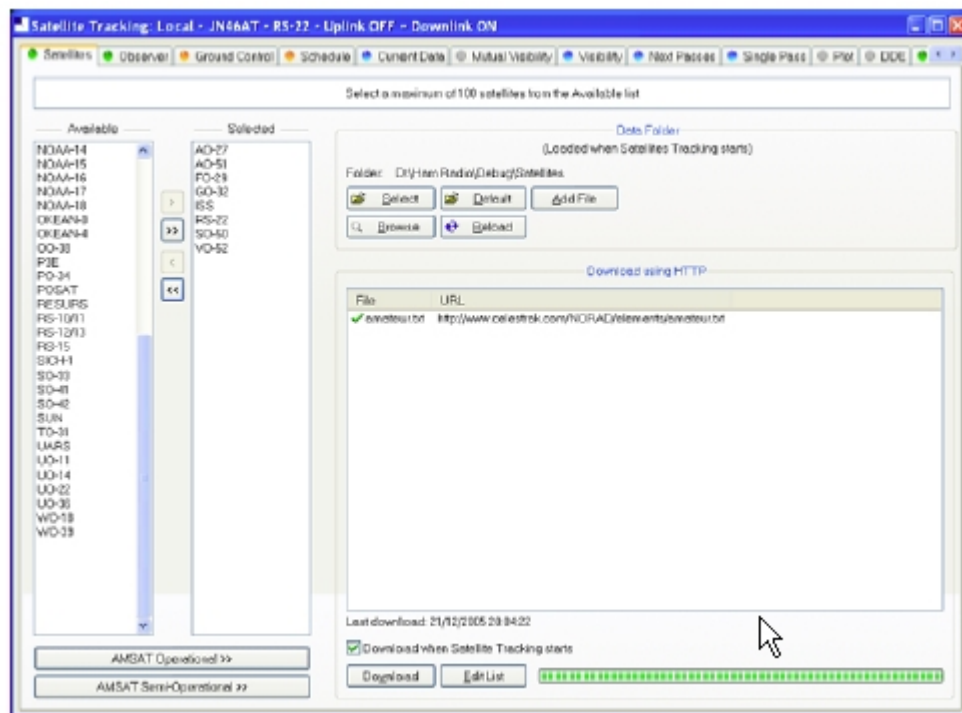 Satellite Tracking: Local - JN46AT - RS-22 - Uplink OFF - Downlink ON
Satellites Observer Ground Control Schedule Current Data Mutual Visibility Visibility Next Passes Single Pass Plot DDE
Select a maximum of 100 satellites from the Available list
Available
NOAA-14
NOAA-15
NOAA-16
NOAA-17
NOAA-18
OKEAN-3
OKEAN-4
OO-38
P3E
PO-34
POSAT
RESURS
RS-10/11
RS-12/13
RS-15
SICH-1
SO-33
SO-41
SO-42
SUN
TO-31
UARS
UO-11
UO-14
UO-22
UO-36
WO-18
WO-39
>
>>
<
<<
Selected
AO-27
AO-51
FO-29
GO-32
ISS
RS-22
SO-50
VO-52
AMSAT Operational >>
AMSAT Semi-Operational >>
Data Folder
(Loaded when Satellites Tracking starts)
Folder: D:\Ham Radio\Debug\Satellites
Select Default Add File
Browse Reload
Download using HTTP
File URL
amateur.txt http://www.celestrak.com/NORAD/elements/amateur.txt
Last download: 21/12/2005 20:04:22
Download when Satellite Tracking starts
Download Edit List